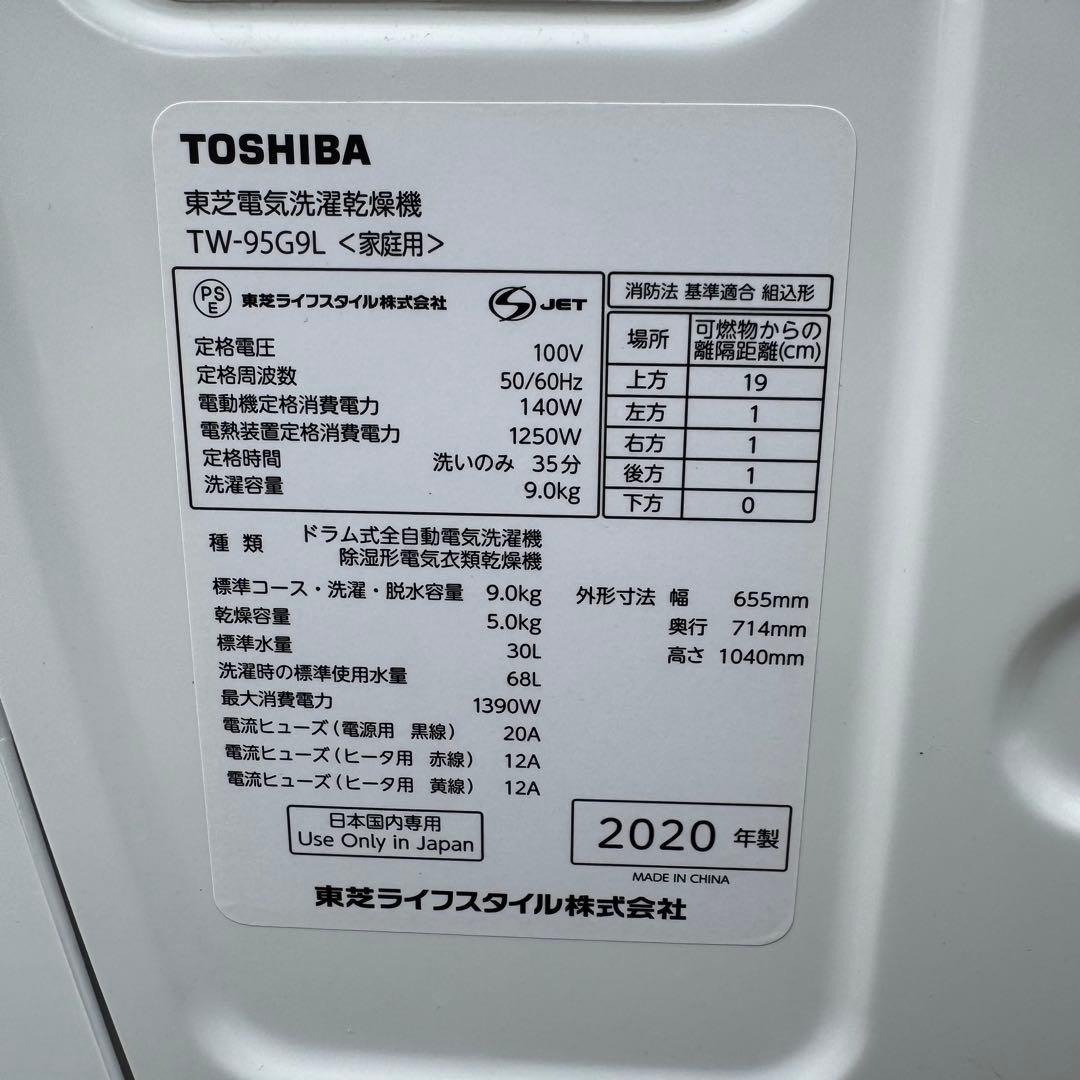 TOSHIBA
東芝電気洗濯乾燥機
TW-95G9L <家庭用>
PSE 東芝ライフスタイル株式会社 S JET
定格電圧 100V
定格周波数 50/60Hz
電動機定格消費電力 140W
電熱装置定格消費電力 1250W
定格時間 洗いのみ 35分
洗濯容量 9.0kg
消防法 基準適合 組込形
場所 可燃物からの
離隔距離(cm)
上方 19
左方 1
右方 1
後方 1
下方 0
種類 ドラム式全自動電気洗濯機
除湿形電気衣類乾燥機
標準コース・洗濯・脱水容量 9.0kg
乾燥容量 5.0kg
標準水量 30L
洗濯時の標準使用水量 68L
最大消費電力 1390W
電流ヒューズ(電源用 黒線) 20A
電流ヒューズ(ヒータ用 赤線) 12A
電流ヒューズ(ヒータ用 黄線) 12A
外形寸法 幅 655mm
奥行 714mm
高さ 1040mm
日本国内専用
Use Only in Japan
2020 年製
MADE IN CHINA
東芝ライフスタイル株式会社